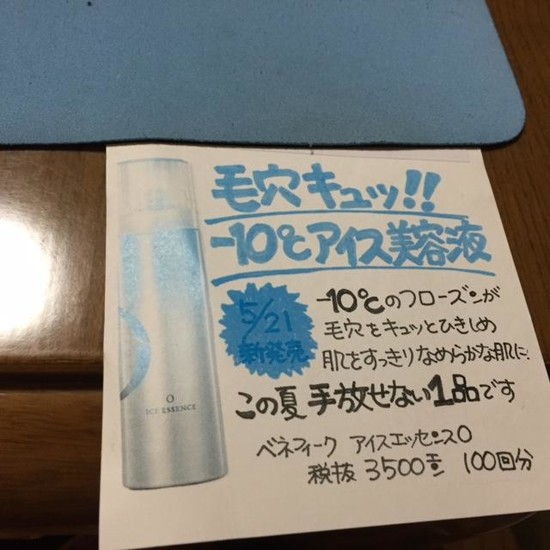 毛穴キュッ!!
-10℃アイス美容液
5/21
新発売
-10℃のフローズンが
毛穴をキュッとひきしめ
肌をすっきりなめらかな肌に!
この夏 手放せない1品です
ベネフィーク アイスエッセンスO
税抜 3500円 100回分
O
ICE ESSENCE